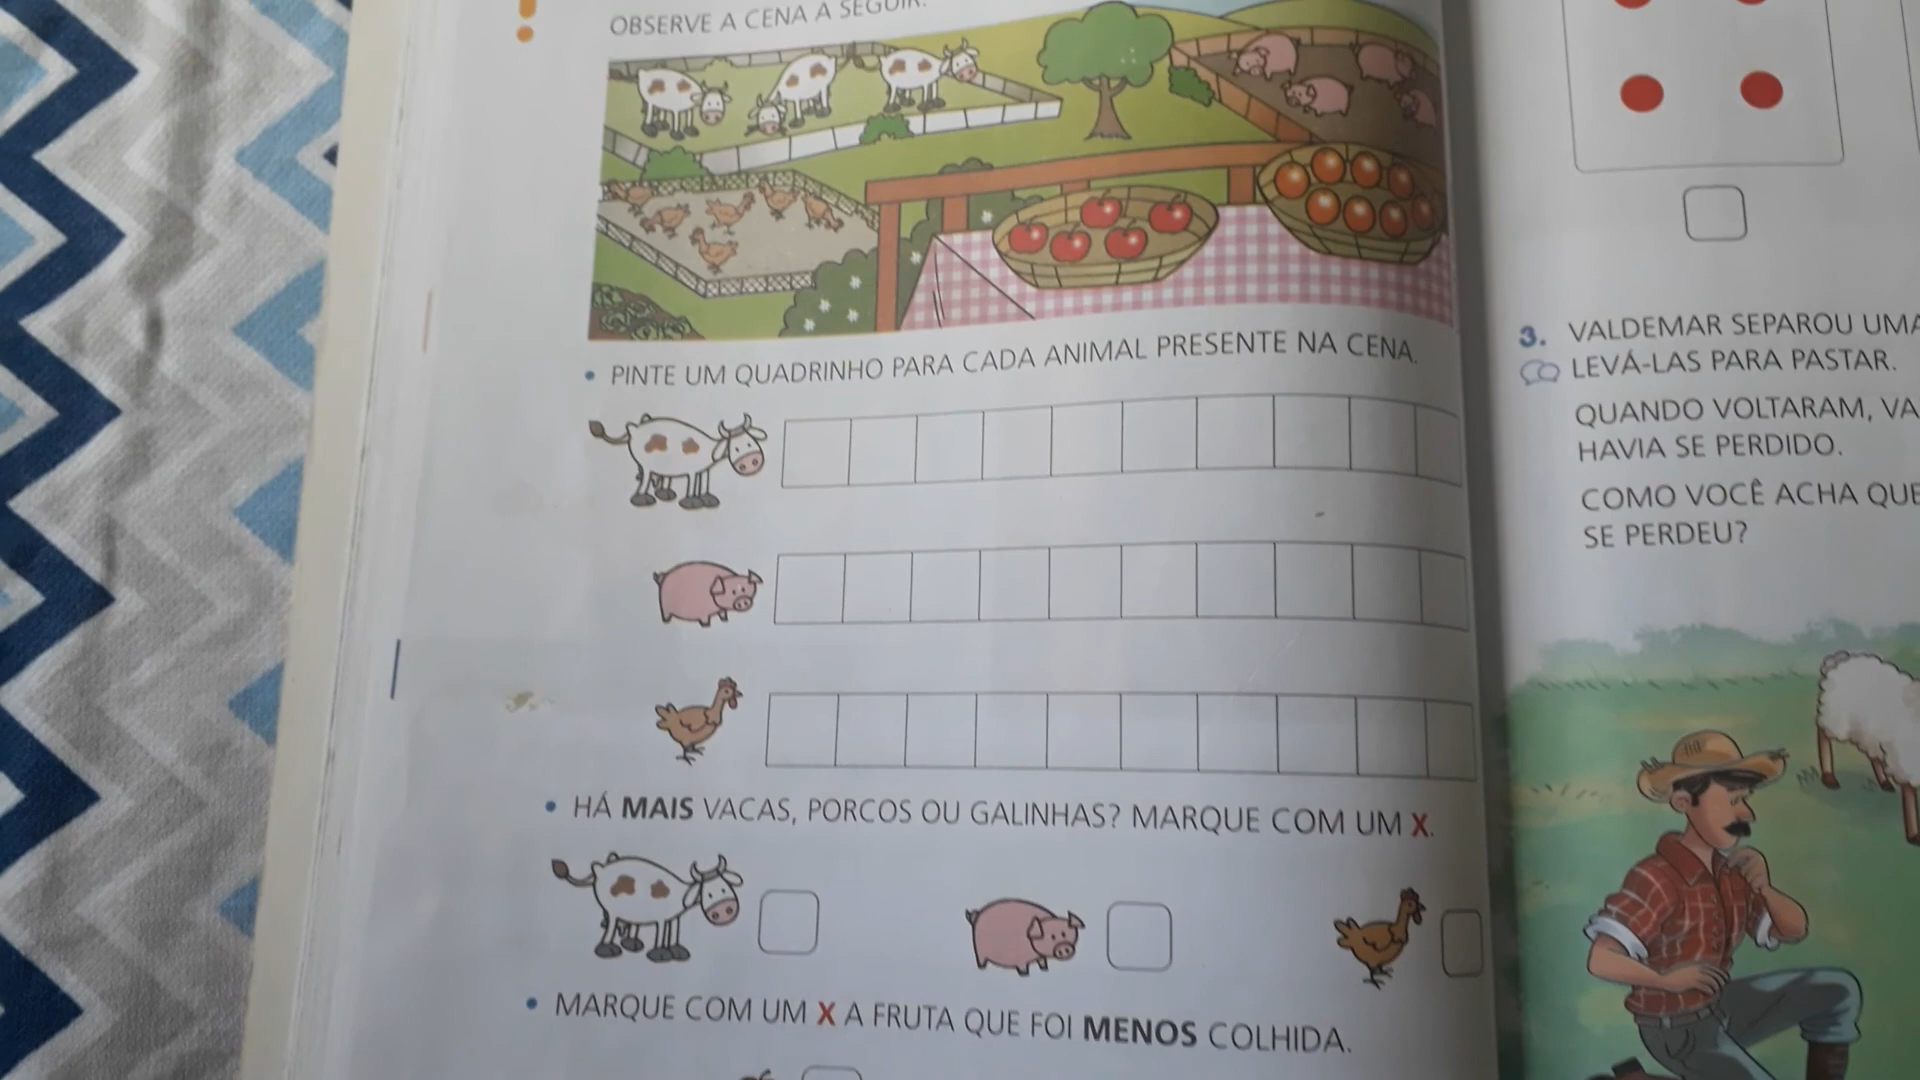 OBSERVE A CENA A SEGUIR.
• PINTE UM QUADRINHO PARA CADA ANIMAL PRESENTE NA CENA.
• HÁ MAIS VACAS, PORCOS OU GALINHAS? MARQUE COM UM X.
• MARQUE COM UM X A FRUTA QUE FOI MENOS COLHIDA.
3. VALDEMAR SEPAROU UMA
LEVÁ-LAS PARA PASTAR.
QUANDO VOLTARAM,
HAVIA SE PERDIDO.
COMO VOCÊ ACHA QUE
SE PERDEU?